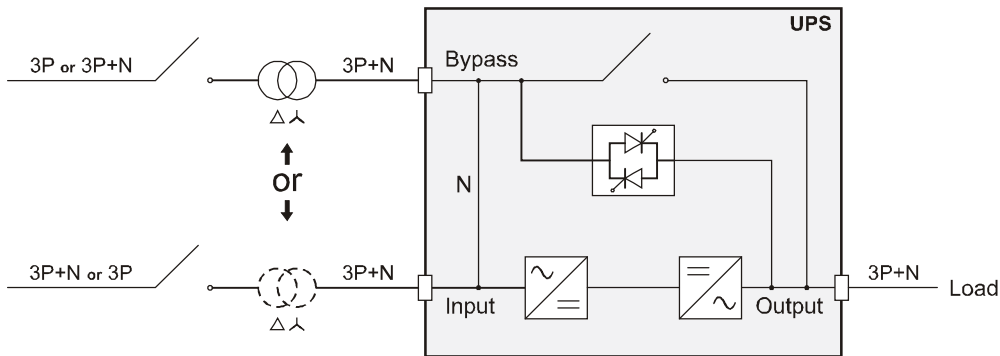 UPS
3P or 3P+N
3P+N
Bypass
or
N
3P+N or 3P
3P+N
Input
Output
3P+N
Load